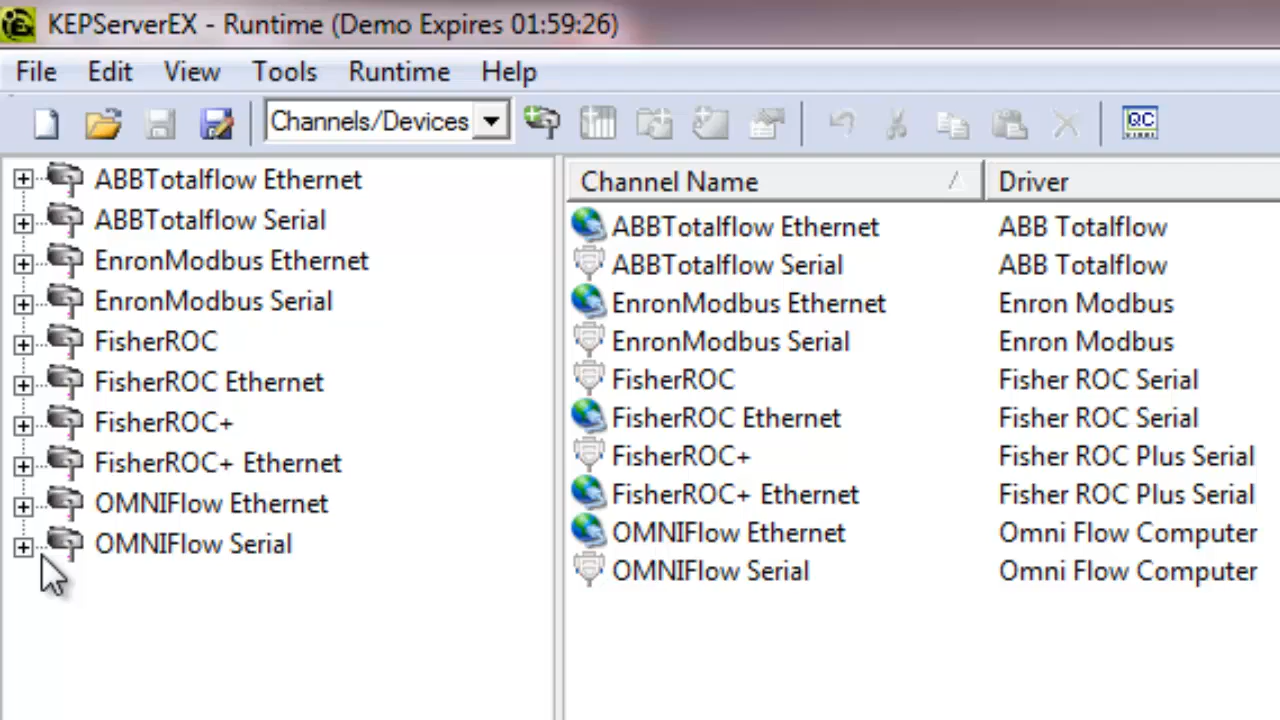 KEPServerEX - Runtime (Demo Expires 01:59:26)
File Edit View Tools Runtime Help
Channels/Devices QC
ABBTotalflow Ethernet
ABBTotalflow Serial
EnronModbus Ethernet
EnronModbus Serial
FisherROC
FisherROC Ethernet
FisherROC+
FisherROC+ Ethernet
OMNIFlow Ethernet
OMNIFlow Serial
Channel Name Driver
ABBTotalflow Ethernet ABB Totalflow
ABBTotalflow Serial ABB Totalflow
EnronModbus Ethernet Enron Modbus
EnronModbus Serial Enron Modbus
FisherROC Fisher ROC Serial
FisherROC Ethernet Fisher ROC Serial
FisherROC+ Fisher ROC Plus Serial
FisherROC+ Ethernet Fisher ROC Plus Serial
OMNIFlow Ethernet Omni Flow Computer
OMNIFlow Serial Omni Flow Computer